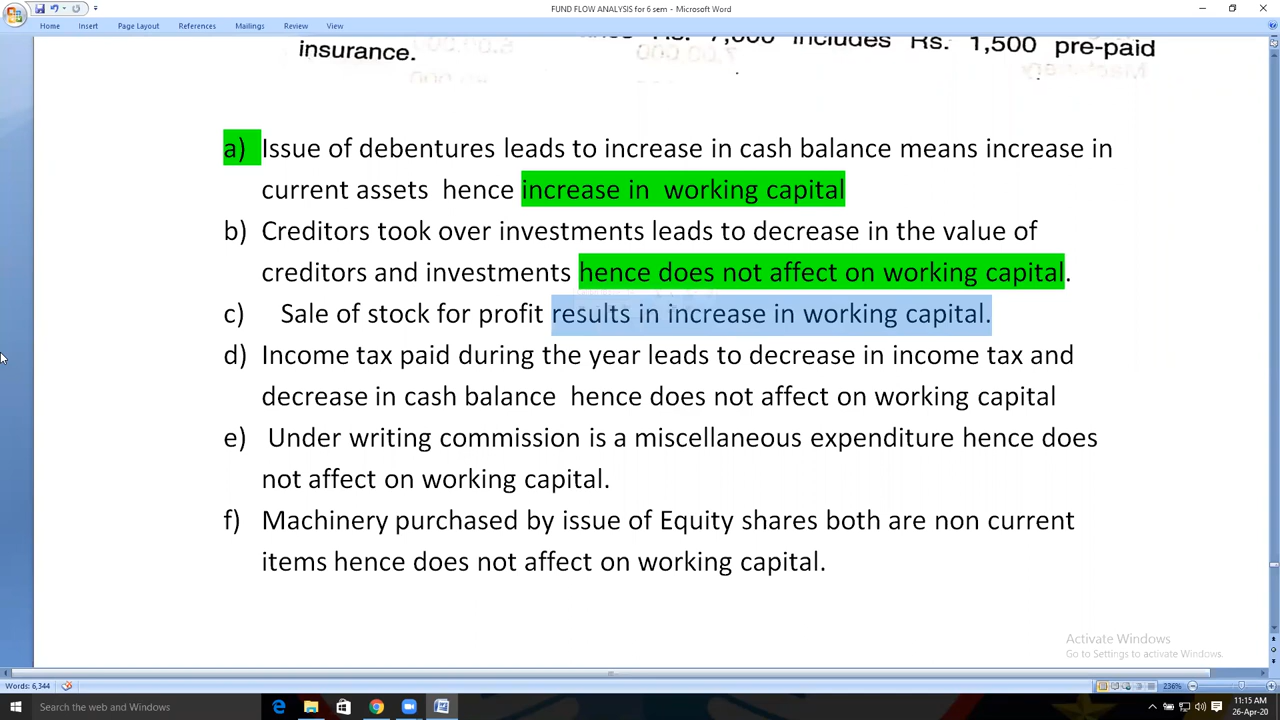 FUND FLOW ANALYSIS for 6 sem - Microsoft Word
Home Insert Page Layout References Mailings Review View
Rs. 7,000 includes Rs. 1,500 pre-paid
insurance.
a) Issue of debentures leads to increase in cash balance means increase in
current assets hence increase in working capital
b) Creditors took over investments leads to decrease in the value of
creditors and investments hence does not affect on working capital.
c) Sale of stock for profit results in increase in working capital.
d) Income tax paid during the year leads to decrease in income tax and
decrease in cash balance hence does not affect on working capital
e) Under writing commission is a miscellaneous expenditure hence does
not affect on working capital.
f) Machinery purchased by issue of Equity shares both are non current
items hence does not affect on working capital.
Activate Windows
Go to Settings to activate Windows.
Words: 6,344
236%
Search the web and Windows
11:15 AM
26-Apr-20